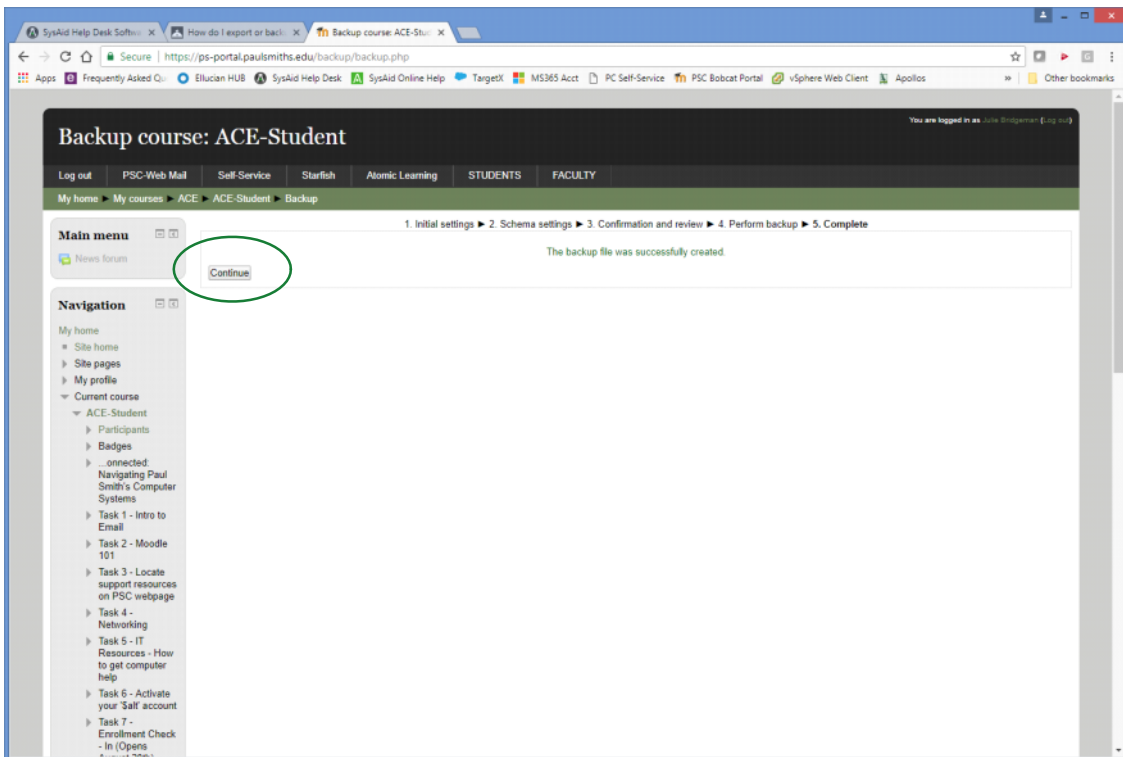 SysAid Help Desk Softw
How do I export or back
Backup course: ACE-Stud
Secure
https://ps-portal.paulsmiths.edu/backup/backup.php
Apps Frequently Asked Qu Ellucian HUB SysAid Help Desk SysAid Online Help TargetX MS365 Acct PC Self-Service PSC Bobcat Portal vSphere Web Client Apollos » Other bookmarks
You are logged in as Julie Bridgeman (Log out)
Backup course: ACE-Student
Log out PSC-Web Mail Self-Service Starfish Atomic Learning STUDENTS FACULTY
My home ► My courses ► ACE ► ACE-Student ► Backup
1. Initial settings ► 2. Schema settings ► 3. Confirmation and review ► 4. Perform backup ► 5. Complete
The backup file was successfully created.
Continue
Main menu
News forum
Navigation
My home
Site home
Site pages
My profile
Current course
ACE-Student
Participants
Badges
...onnected:
Navigating Paul
Smith's Computer
Systems
Task 1 - Intro to
Email
Task 2 - Moodle
101
Task 3 - Locate
support resources
on PSC webpage
Task 4 -
Networking
Task 5 - IT
Resources - How
to get computer
help
Task 6 - Activate
your '$alt' account
Task 7 -
Enrollment Check
- In (Opens